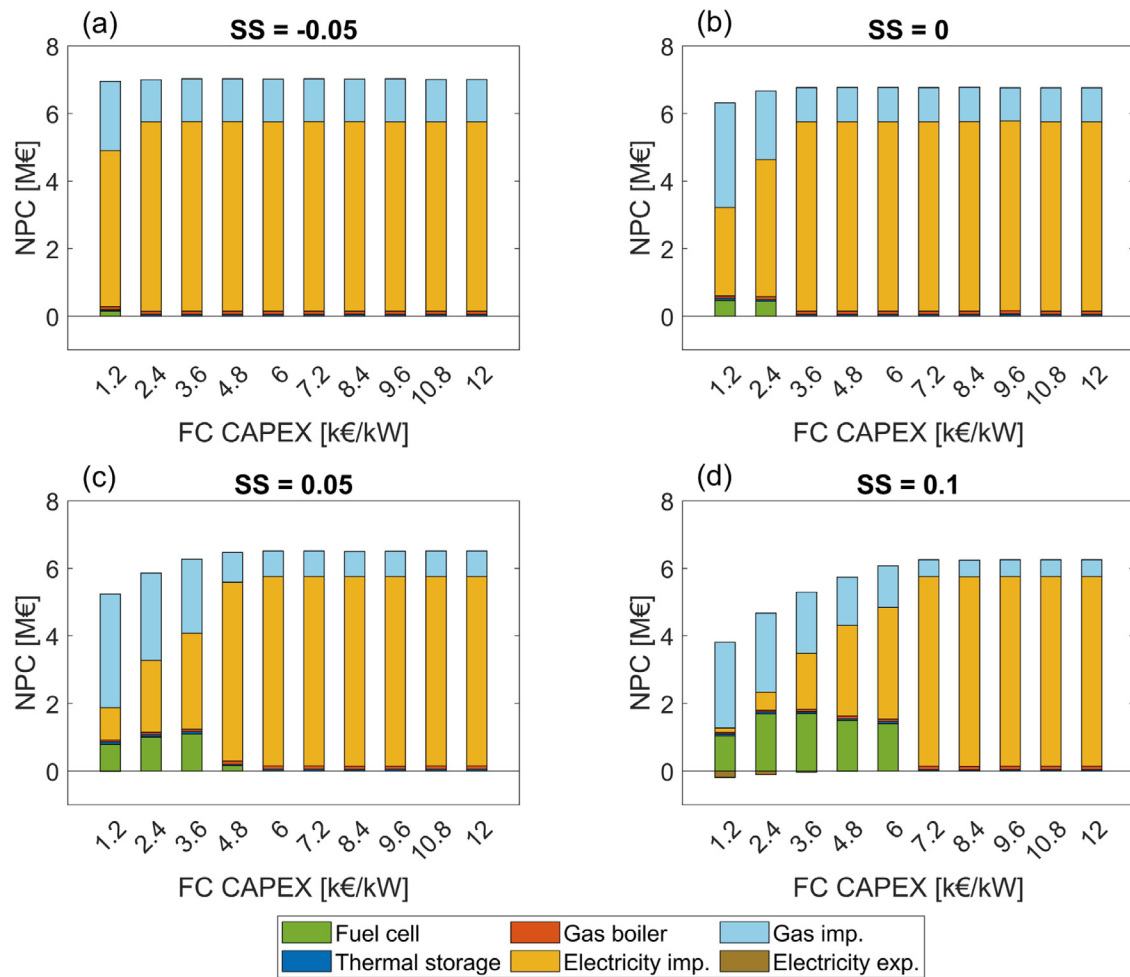 (a)
SS = -0.05
8
6
4
2
0
NPC [M€]
1.2 2.4 3.6 4.8 6 7.2 8.4 9.6 10.8 12
FC CAPEX [k€/kW]
(b)
SS = 0
8
6
4
2
0
NPC [M€]
1.2 2.4 3.6 4.8 6 7.2 8.4 9.6 10.8 12
FC CAPEX [k€/kW]
(c)
SS = 0.05
8
6
4
2
0
NPC [M€]
1.2 2.4 3.6 4.8 6 7.2 8.4 9.6 10.8 12
FC CAPEX [k€/kW]
(d)
SS = 0.1
8
6
4
2
0
NPC [M€]
1.2 2.4 3.6 4.8 6 7.2 8.4 9.6 10.8 12
FC CAPEX [k€/kW]
Fuel cell Gas boiler Gas imp.
Thermal storage Electricity imp. Electricity exp.